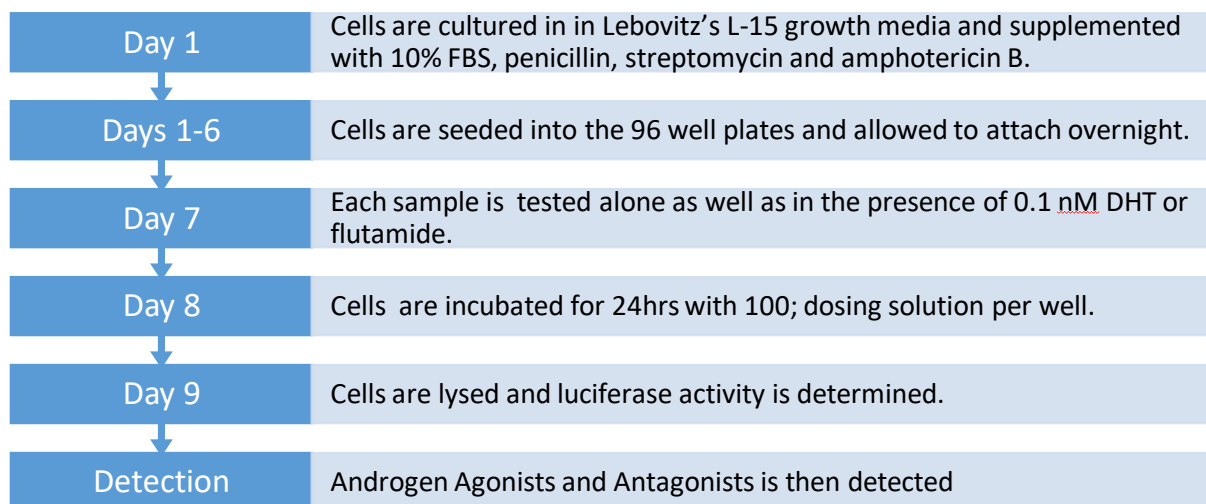 Day 1
Cells are cultured in in Lebovitz's L-15 growth media and supplemented
with 10% FBS, penicillin, streptomycin and amphotericin B.
Days 1-6
Cells are seeded into the 96 well plates and allowed to attach overnight.
Day 7
Each sample is  tested alone as well as in the presence of 0.1 nM DHT or
flutamide.
Day 8
Cells  are incubated for 24hrs with 100; dosing solution per well.
Day 9
Cells are lysed and luciferase activity is determined.
Detection
Androgen Agonists and Antagonists is then detected